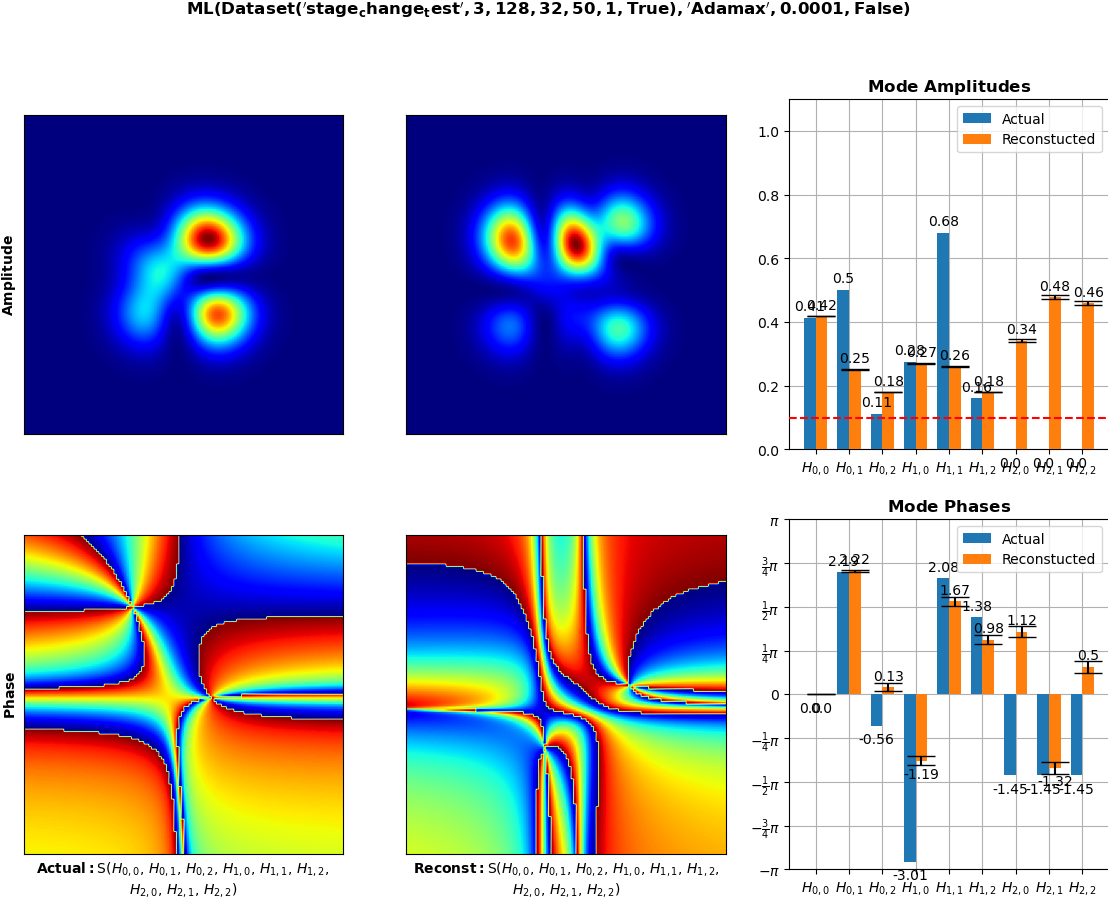 ML(Dataset('stage_change_test', 3, 128, 32, 50, 1, True), 'Adamax', 0.0001, False)
Amplitude
Mode Amplitudes
Actual
Reconstucted
1.0
0.8
0.6
0.4
0.2
0.0
0.41 0.42 0.5 0.25 0.11 0.18 0.28 0.27 0.68 0.26 0.16 0.18 0.0 0.34 0.0 0.48 0.0 0.46
H0,0 H0,1 H0,2 H1,0 H1,1 H1,2 H2,0 H2,1 H2,2
Phase
Mode Phases
Actual
Reconstucted
π
3/4π
1/2π
1/4π
0
−1/4π
−1/2π
−3/4π
−π
0.0 0.0 2.19 2.22 -0.56 0.13 -3.01 -1.19 2.08 1.67 1.38 0.98 -1.45 1.12 -1.45 -1.32 -1.45 0.5
H0,0 H0,1 H0,2 H1,0 H1,1 H1,2 H2,0 H2,1 H2,2
Actual: S(H0,0, H0,1, H0,2, H1,0, H1,1, H1,2,
H2,0, H2,1, H2,2)
Reconst: S(H0,0, H0,1, H0,2, H1,0, H1,1, H1,2,
H2,0, H2,1, H2,2)